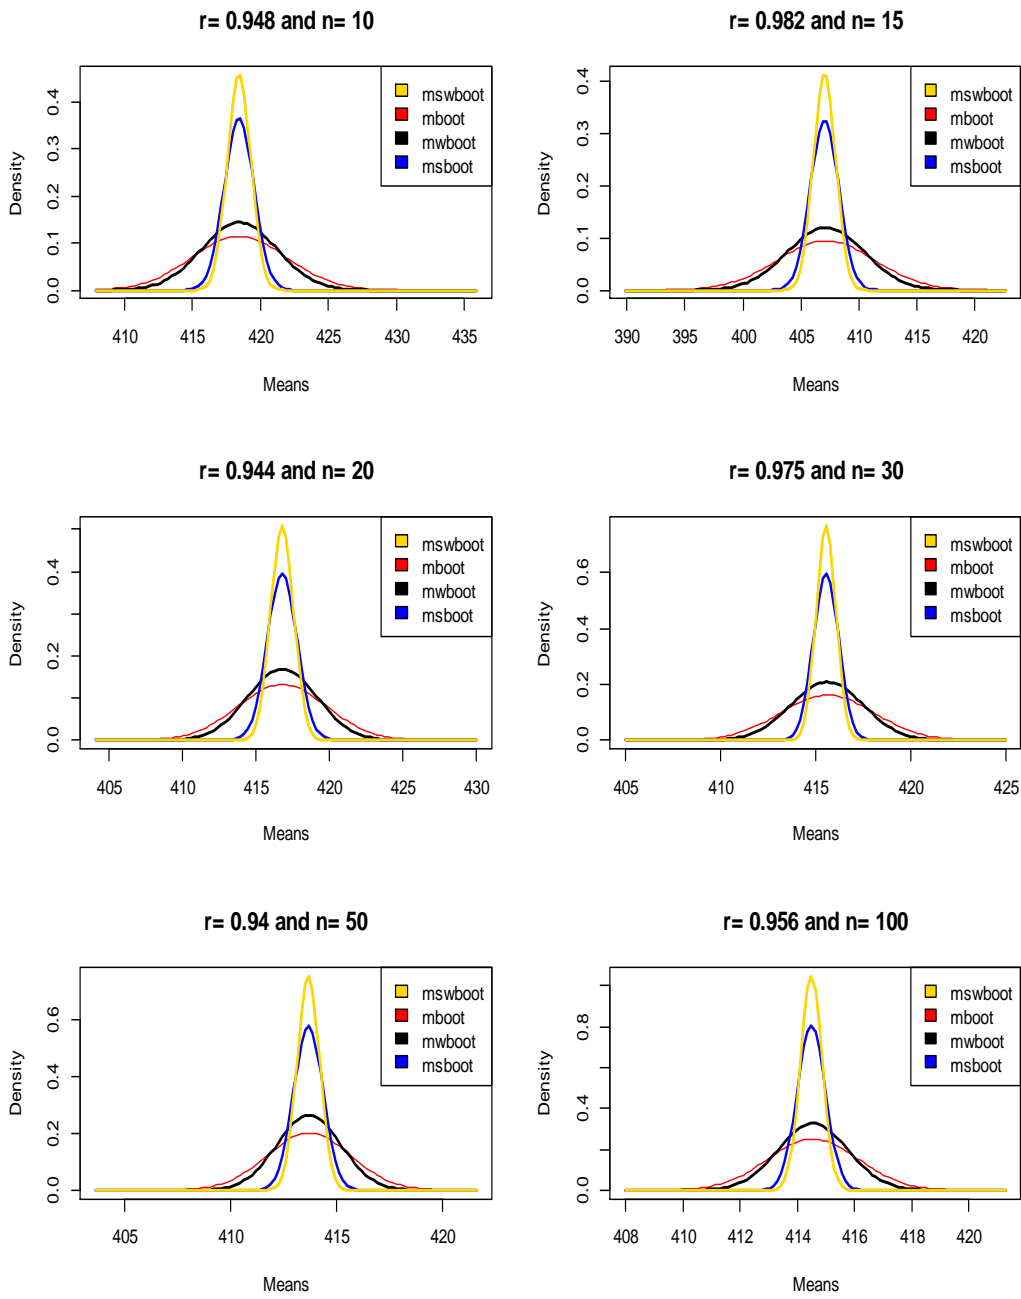 r= 0.948 and n= 10
Density
0.0 0.1 0.2 0.3 0.4
mswboot
mboot
mwboot
msboot
410 415 420 425 430 435
Means
r= 0.982 and n= 15
Density
0.0 0.1 0.2 0.3 0.4
mswboot
mboot
mwboot
msboot
390 395 400 405 410 415 420
Means
r= 0.944 and n= 20
Density
0.0 0.2 0.4
mswboot
mboot
mwboot
msboot
405 410 415 420 425 430
Means
r= 0.975 and n= 30
Density
0.0 0.2 0.4 0.6
mswboot
mboot
mwboot
msboot
405 410 415 420 425
Means
r= 0.94 and n= 50
Density
0.0 0.2 0.4 0.6
mswboot
mboot
mwboot
msboot
405 410 415 420
Means
r= 0.956 and n= 100
Density
0.0 0.4 0.8
mswboot
mboot
mwboot
msboot
408 410 412 414 416 418 420
Means